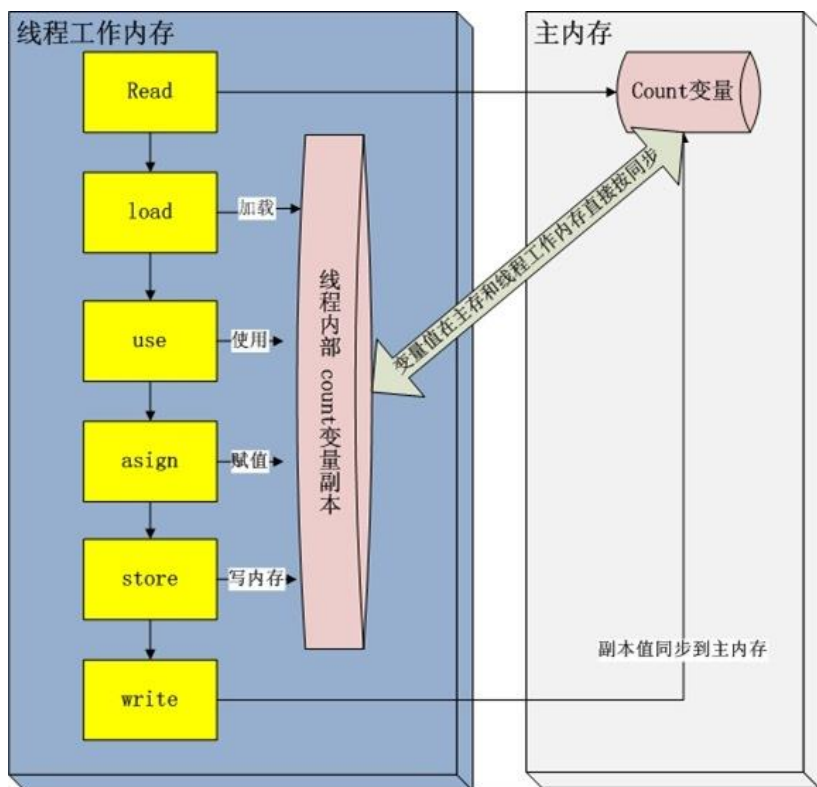 线程工作内存
主内存
Read
Count变量
load
加载
变量值在主存和线程工作内存直接按同步
线程内部 count变量副本
use
使用
asign
赋值
store
写内存
副本值同步到主内存
write